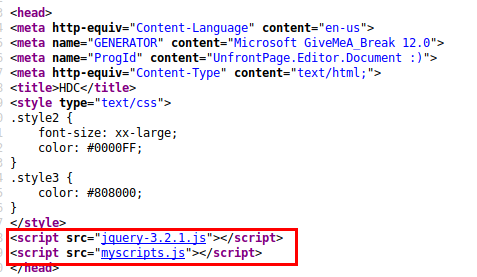 <head>
<meta http-equiv="Content-Language" content="en-us">
<meta name="GENERATOR" content="Microsoft GiveMeA_Break 12.0">
<meta name="ProgId" content="UnfrontPage.Editor.Document :)">
<meta http-equiv="Content-Type" content="text/html;">
<title>HDC</title>
<style type="text/css">
.style2 {
    font-size: xx-large;
    color: #0000FF;
}
.style3 {
    color: #808000;
}
</style>
<script src="jquery-3.2.1.js"></script>
<script src="myscripts.js"></script>
</head>